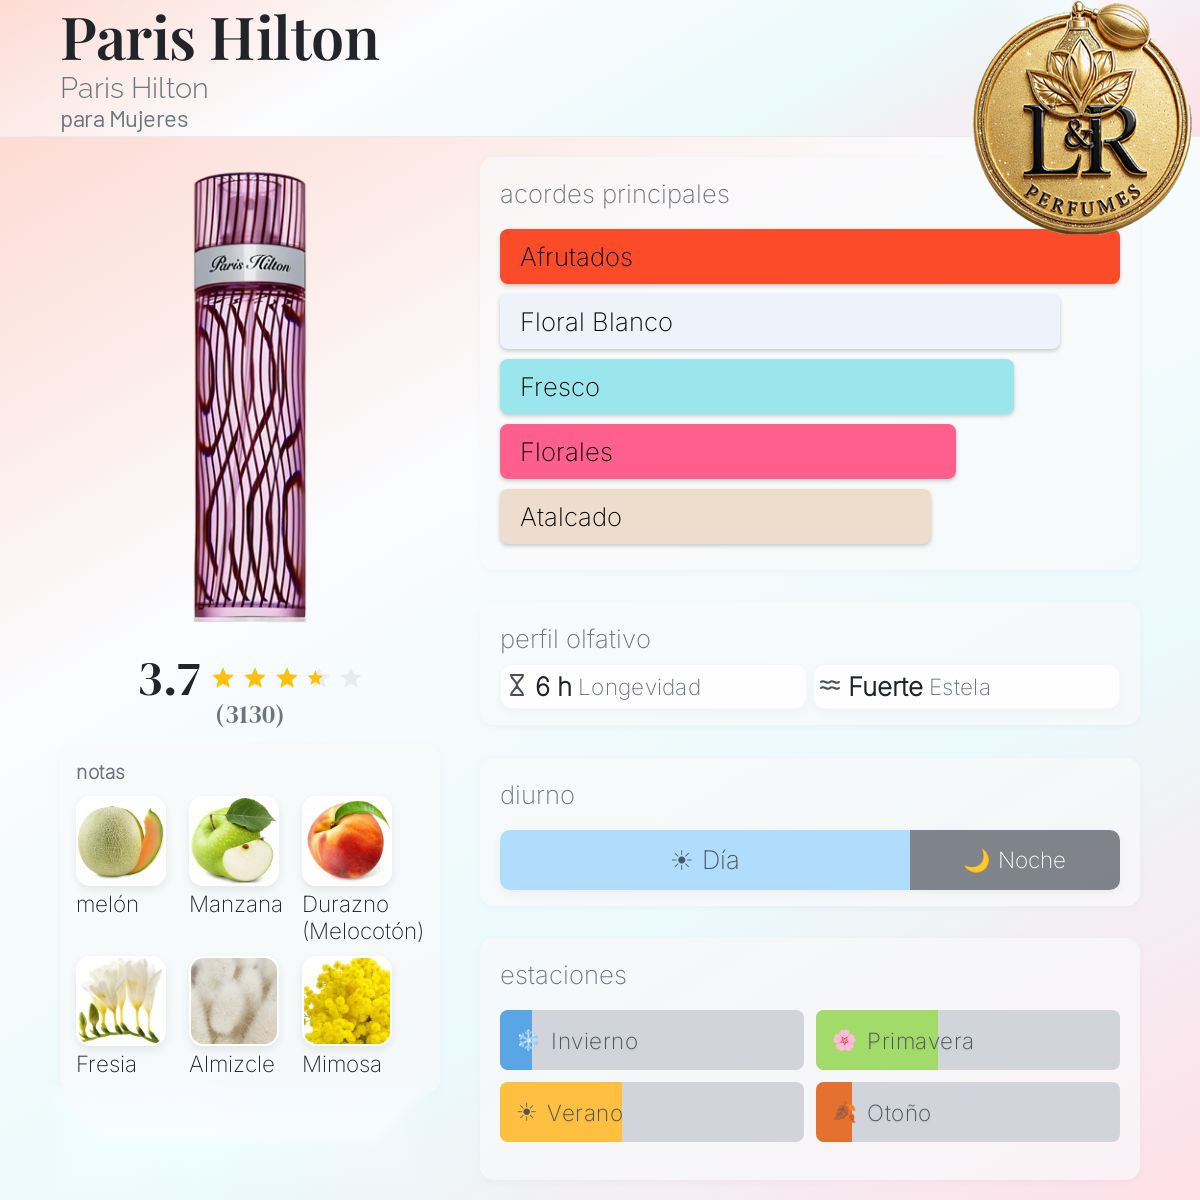 Paris Hilton
Paris Hilton
para Mujeres
L&R
PERFUMES
Paris Hilton
3.7
(3130)
notas
melón
Manzana
Durazno
(Melocotón)
Fresia
Almizcle
Mimosa
acordes principales
Afrutados
Floral Blanco
Fresco
Florales
Atalcado
perfil olfativo
6 h Longevidad
Fuerte Estela
diurno
Día
Noche
estaciones
Invierno
Primavera
Verano
Otoño